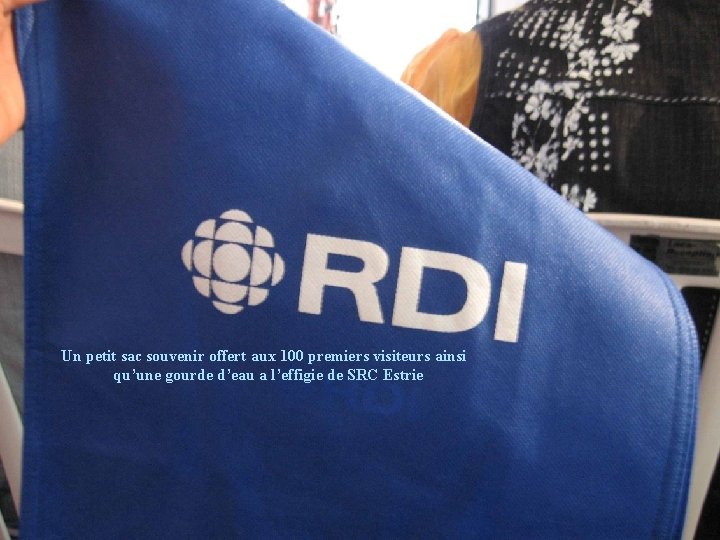 RDI
Un petit sac souvenir offert aux 100 premiers visiteurs ainsi
qu’une gourde d’eau a l’effigie de SRC Estrie